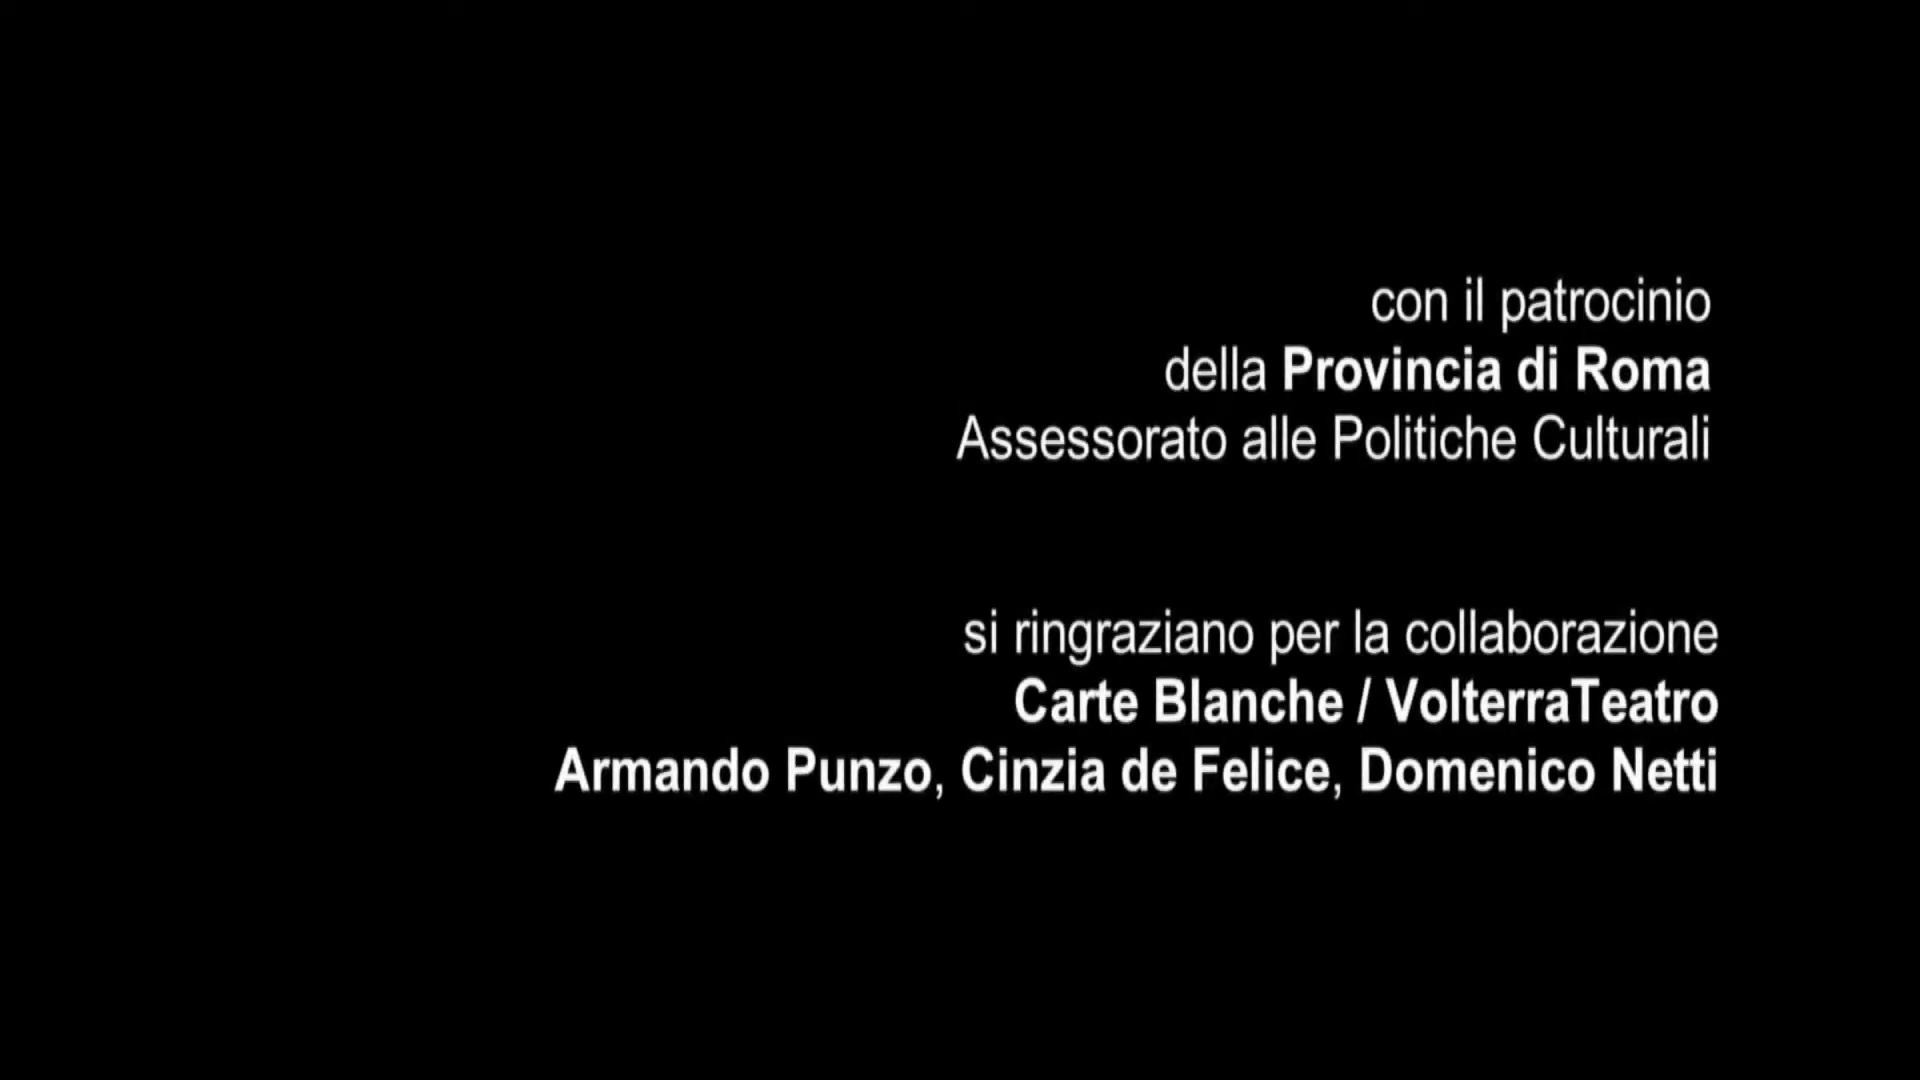 con il patrocinio
della Provincia di Roma
Assessorato alle Politiche Culturali
si ringraziano per la collaborazione
Carte Blanche / VolterraTeatro
Armando Punzo, Cinzia de Felice, Domenico Netti